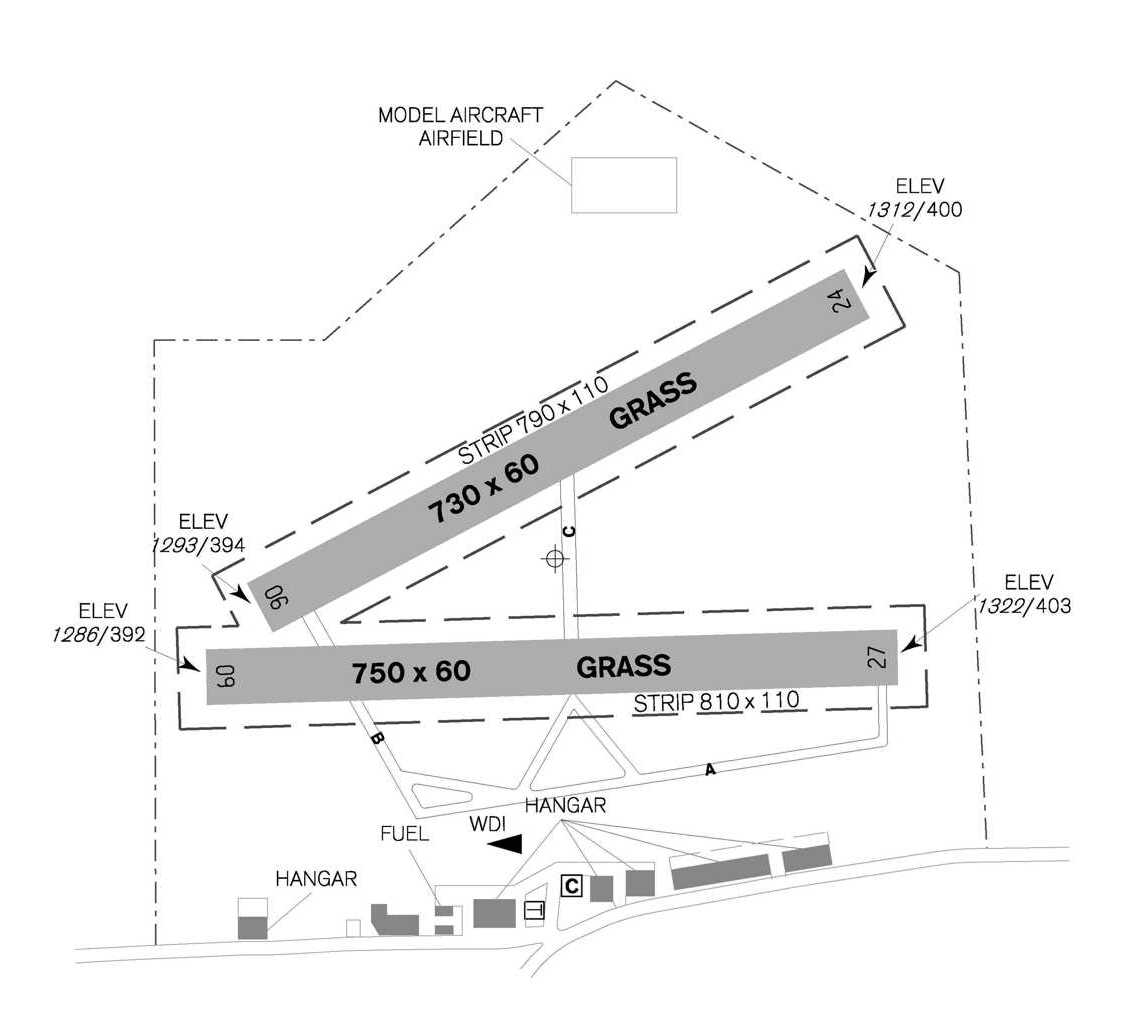 MODEL AIRCRAFT
AIRFIELD
ELEV
1312/400
24
STRIP 790 x 110
GRASS
730 x 60
C
ELEV
1293/394
06
ELEV
1322/403
ELEV
1286/392
09
750 x 60
GRASS
27
STRIP 810 x 110
B
A
HANGAR
WDI
FUEL
HANGAR
C
T